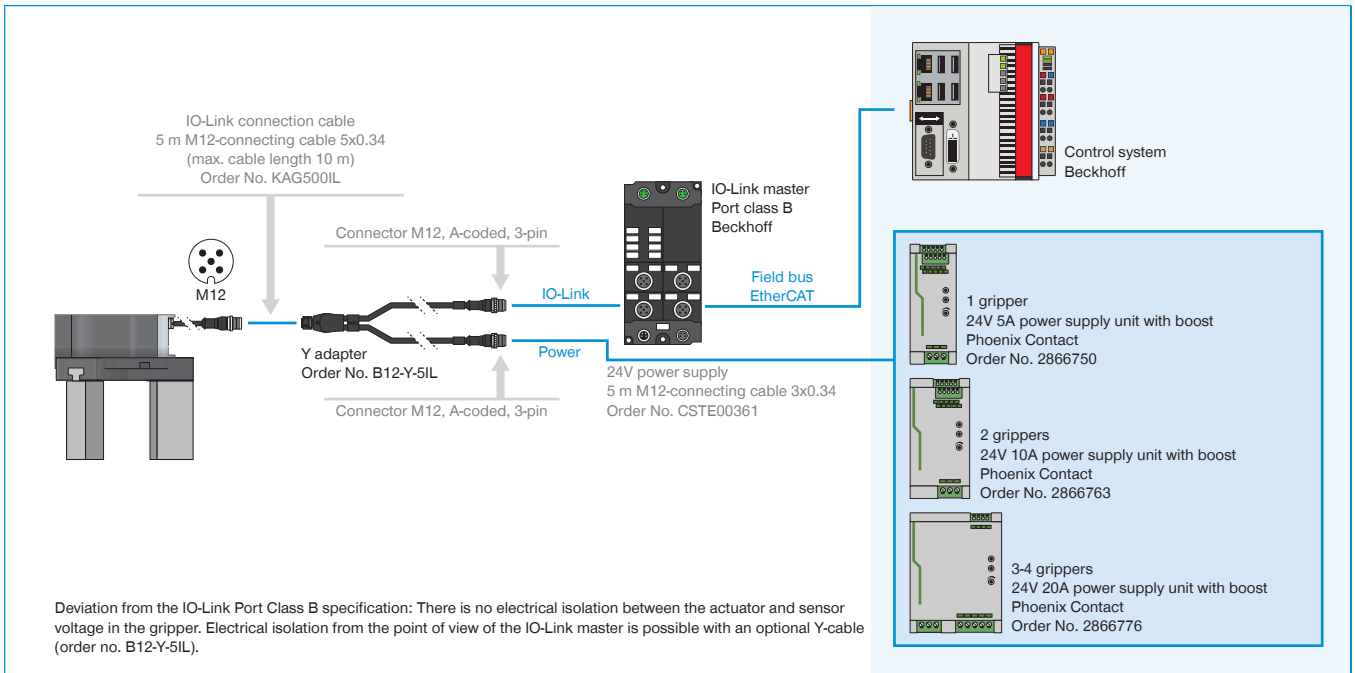 IO-Link connection cable
5 m M12-connecting cable 5x0.34
(max. cable length 10 m)
Order No. KAG500IL
M12
Connector M12, A-coded, 3-pin
Y adapter
Order No. B12-Y-5IL
Connector M12, A-coded, 3-pin
IO-Link
Power
IO-Link master
Port class B
Beckhoff
Field bus
EtherCAT
24V power supply
5 m M12-connecting cable 3x0.34
Order No. CSTE00361
Control system
Beckhoff
1 gripper
24V 5A power supply unit with boost
Phoenix Contact
Order No. 2866750
2 grippers
24V 10A power supply unit with boost
Phoenix Contact
Order No. 2866763
3-4 grippers
24V 20A power supply unit with boost
Phoenix Contact
Order No. 2866776
Deviation from the IO-Link Port Class B specification: There is no electrical isolation between the actuator and sensor
voltage in the gripper. Electrical isolation from the point of view of the IO-Link master is possible with an optional Y-cable
(order no. B12-Y-5IL).